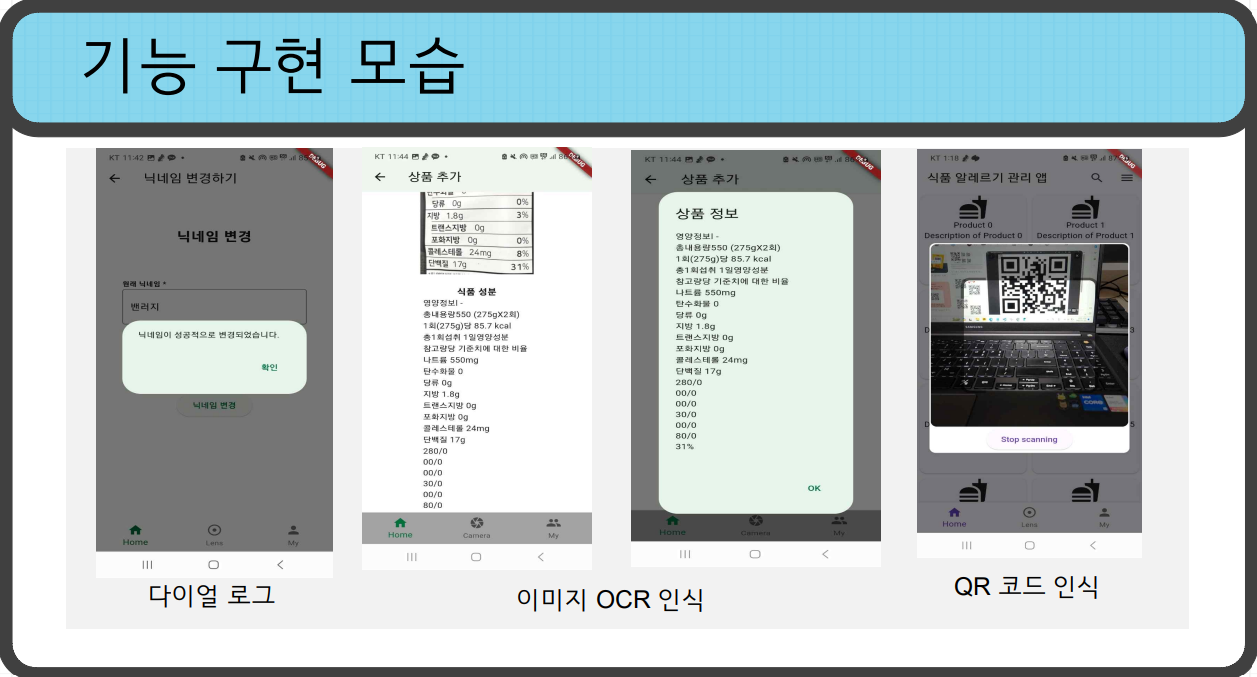 기능 구현 모습
KT 11:42
DEBUG
닉네임 변경하기
닉네임 변경
원래 닉네임 *
벤러지
닉네임이 성공적으로 변경되었습니다.
확인
닉네임 변경
Home
Lens
My
다이얼 로그
KT 11:44
DEBUG
상품 추가
당류 0g 0%
지방 1.8g 3%
트랜스지방 0g
포화지방 0g 0%
콜레스테롤 24mg 8%
단백질 17g 31%
식품 성분
영양정보l -
총내용량550 (275gX2회)
1회(275g)당 85.7 kcal
총1회섭취 1일영양성분
참고량당 기준치에 대한 비율
나트륨 550mg
탄수화물 0
당류 0g
지방 1.8g
트랜스지방 0g
포화지방 0g
콜레스테롤 24mg
단백질 17g
280/0
00/0
00/0
30/0
00/0
80/0
Home
Camera
My
KT 11:44
DEBUG
상품 추가
상품 정보
영양정보l -
총내용량550 (275gX2회)
1회(275g)당 85.7 kcal
총1회섭취 1일영양성분
참고량당 기준치에 대한 비율
나트륨 550mg
탄수화물 0
당류 0g
지방 1.8g
트랜스지방 0g
포화지방 0g
콜레스테롤 24mg
단백질 17g
280/0
00/0
00/0
30/0
00/0
80/0
31%
OK
Home
Camera
My
이미지 OCR 인식
KT 1:18
DEBUG
식품 알레르기 관리 앱
Product 0
Description of Product 0
Product 1
Description of Product 1
Stop scanning
Home
Lens
My
QR 코드 인식